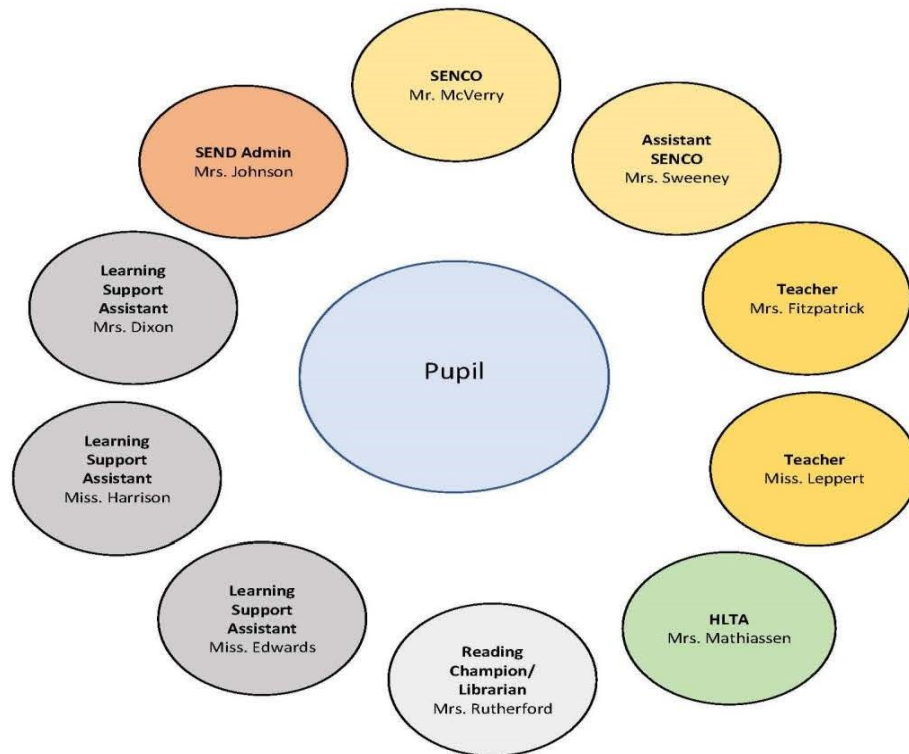 SENCO
Mr. McVerry
Assistant
SENCO
Mrs. Sweeney
Teacher
Mrs. Fitzpatrick
Teacher
Miss. Leppert
HLTA
Mrs. Mathiassen
Reading
Champion/
Librarian
Mrs. Rutherford
Learning
Support
Assistant
Miss. Edwards
Learning
Support
Assistant
Miss. Harrison
Learning
Support
Assistant
Mrs. Dixon
SEND Admin
Mrs. Johnson
Pupil